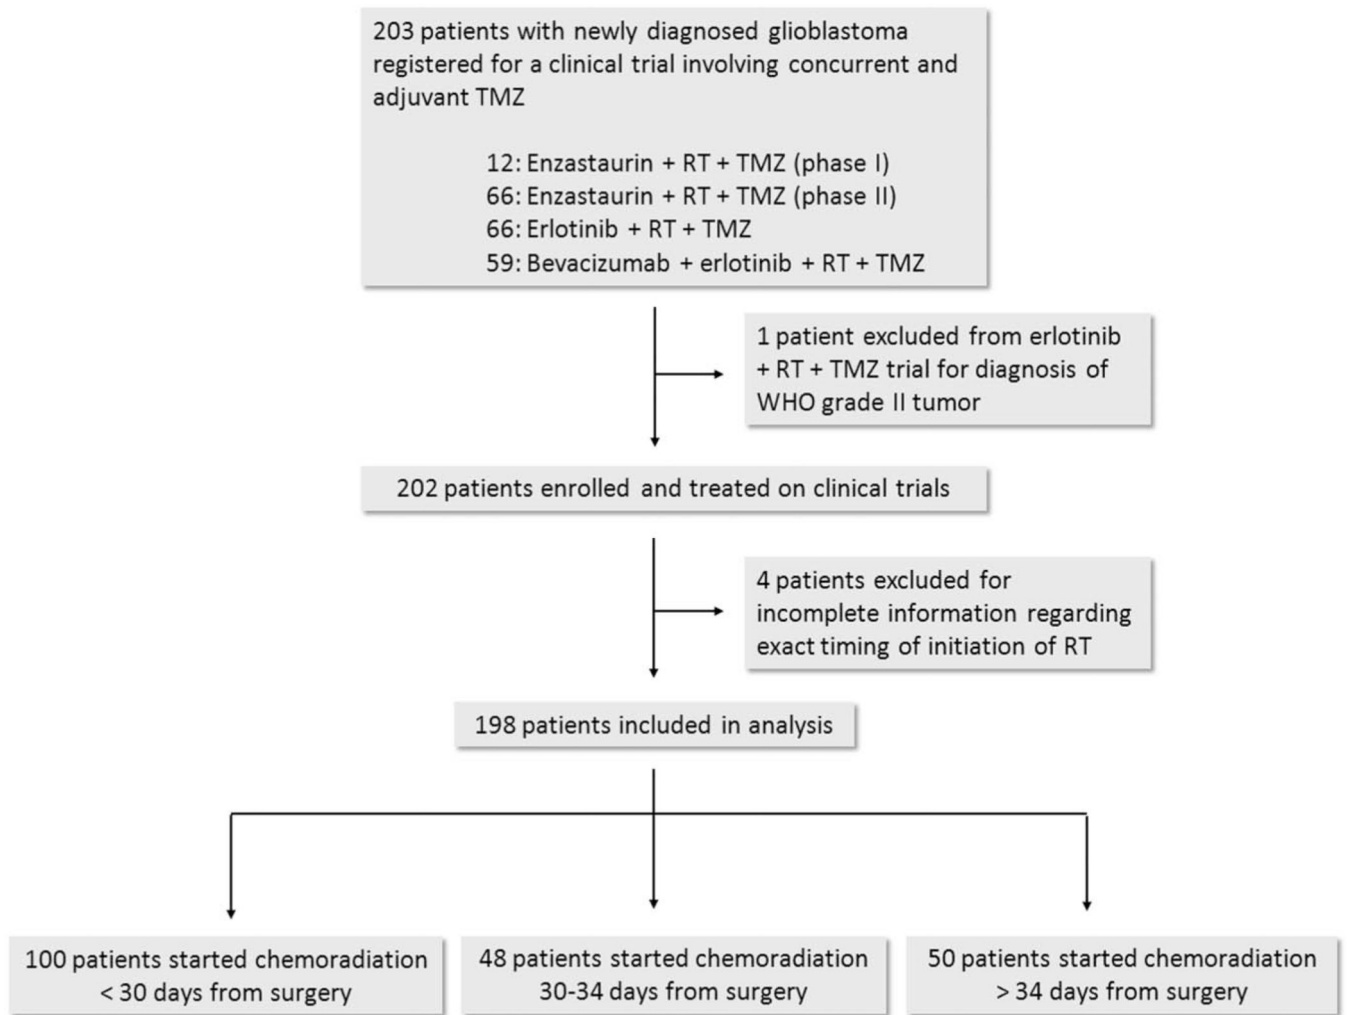 203 patients with newly diagnosed glioblastoma
registered for a clinical trial involving concurrent and
adjuvant TMZ
12: Enzastaurin + RT + TMZ (phase I)
66: Enzastaurin + RT + TMZ (phase II)
66: Erlotinib + RT + TMZ
59: Bevacizumab + erlotinib + RT + TMZ
1 patient excluded from erlotinib
+ RT + TMZ trial for diagnosis of
WHO grade II tumor
202 patients enrolled and treated on clinical trials
4 patients excluded for
incomplete information regarding
exact timing of initiation of RT
198 patients included in analysis
100 patients started chemoradiation
< 30 days from surgery
48 patients started chemoradiation
30-34 days from surgery
50 patients started chemoradiation
> 34 days from surgery